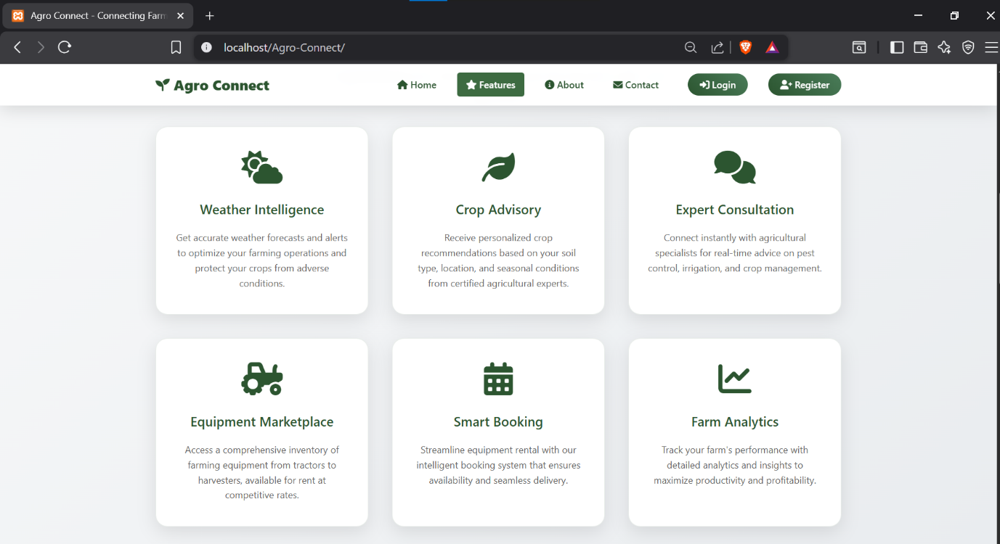 Agro Connect - Connecting Farm
localhost/Agro-Connect/
Agro Connect
Home
Features
About
Contact
Login
Register
Weather Intelligence
Get accurate weather forecasts and alerts
to optimize your farming operations and
protect your crops from adverse
conditions.
Crop Advisory
Receive personalized crop
recommendations based on your soil
type, location, and seasonal conditions
from certified agricultural experts.
Expert Consultation
Connect instantly with agricultural
specialists for real-time advice on pest
control, irrigation, and crop management.
Equipment Marketplace
Access a comprehensive inventory of
farming equipment from tractors to
harvesters, available for rent at
competitive rates.
Smart Booking
Streamline equipment rental with our
intelligent booking system that ensures
availability and seamless delivery.
Farm Analytics
Track your farm's performance with
detailed analytics and insights to
maximize productivity and profitability.